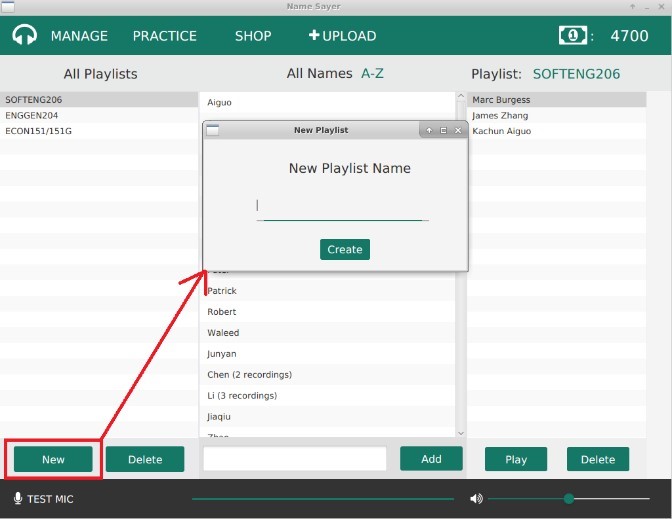 Name Sayer
MANAGE PRACTICE SHOP +UPLOAD : 4700
All Playlists
All Names A-Z
Playlist: SOFTENG206
SOFTENG206
ENGGEN204
ECON151/151G
Aiguo
Marc Burgess
James Zhang
Kachun Aiguo
New Playlist
New Playlist Name
Create
Patrick
Robert
Waleed
Junyan
Chen (2 recordings)
Li (3 recordings)
Jiaqiu
New
Delete
Add
Play
Delete
TEST MIC